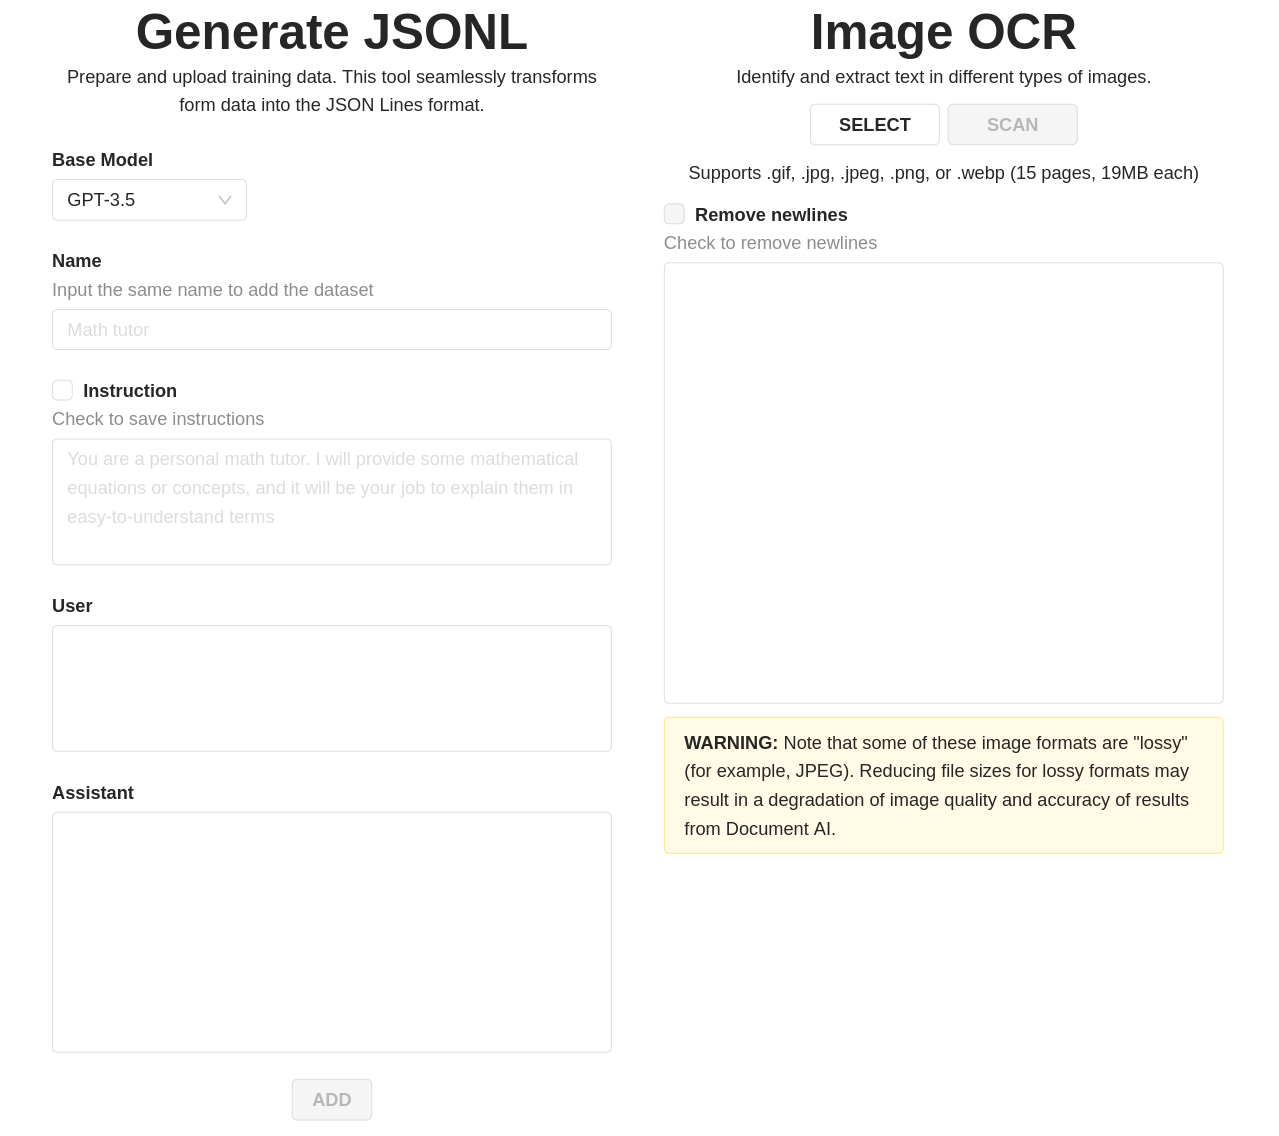 Generate JSONL
Prepare and upload training data. This tool seamlessly transforms
form data into the JSON Lines format.
Base Model
GPT-3.5
Name
Input the same name to add the dataset
Math tutor
Instruction
Check to save instructions
You are a personal math tutor. I will provide some mathematical
equations or concepts, and it will be your job to explain them in
easy-to-understand terms
User
Assistant
ADD
Image OCR
Identify and extract text in different types of images.
SELECT
SCAN
Supports .gif, .jpg, .jpeg, .png, or .webp (15 pages, 19MB each)
Remove newlines
Check to remove newlines
WARNING: Note that some of these image formats are "lossy"
(for example, JPEG). Reducing file sizes for lossy formats may
result in a degradation of image quality and accuracy of results
from Document AI.